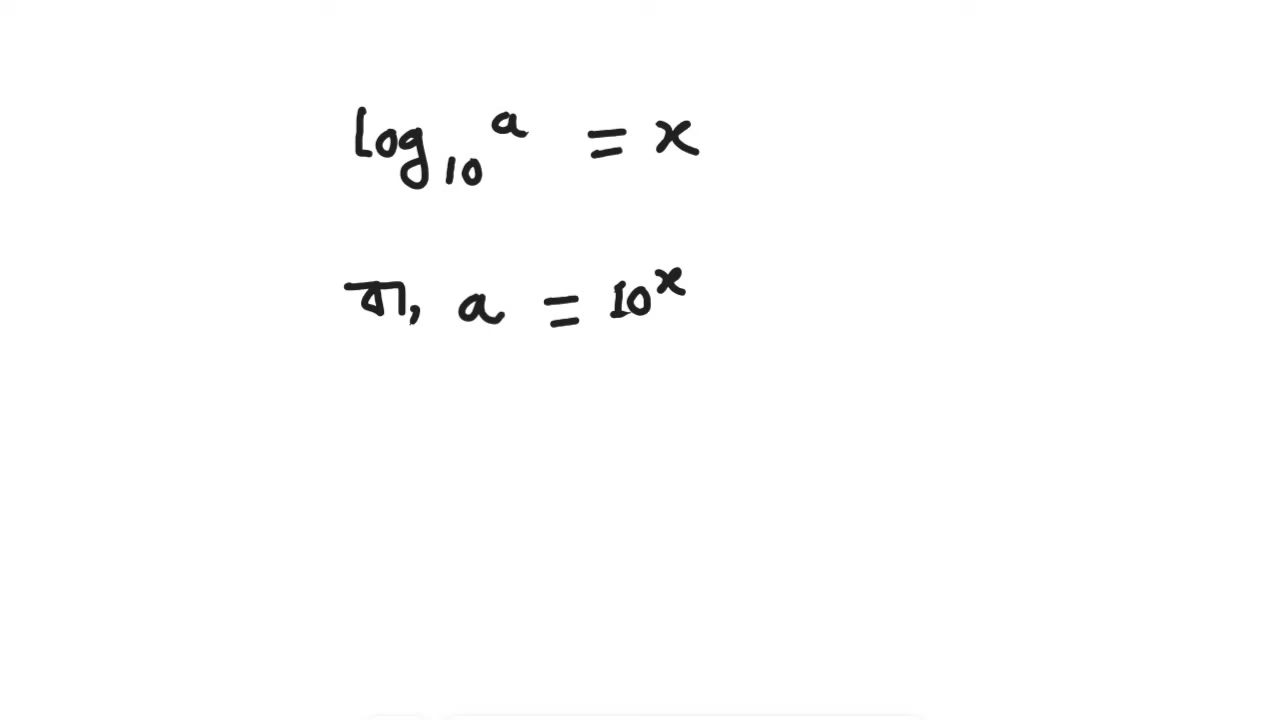 log₁₀ᵃ = x
বা, a = 10ˣ